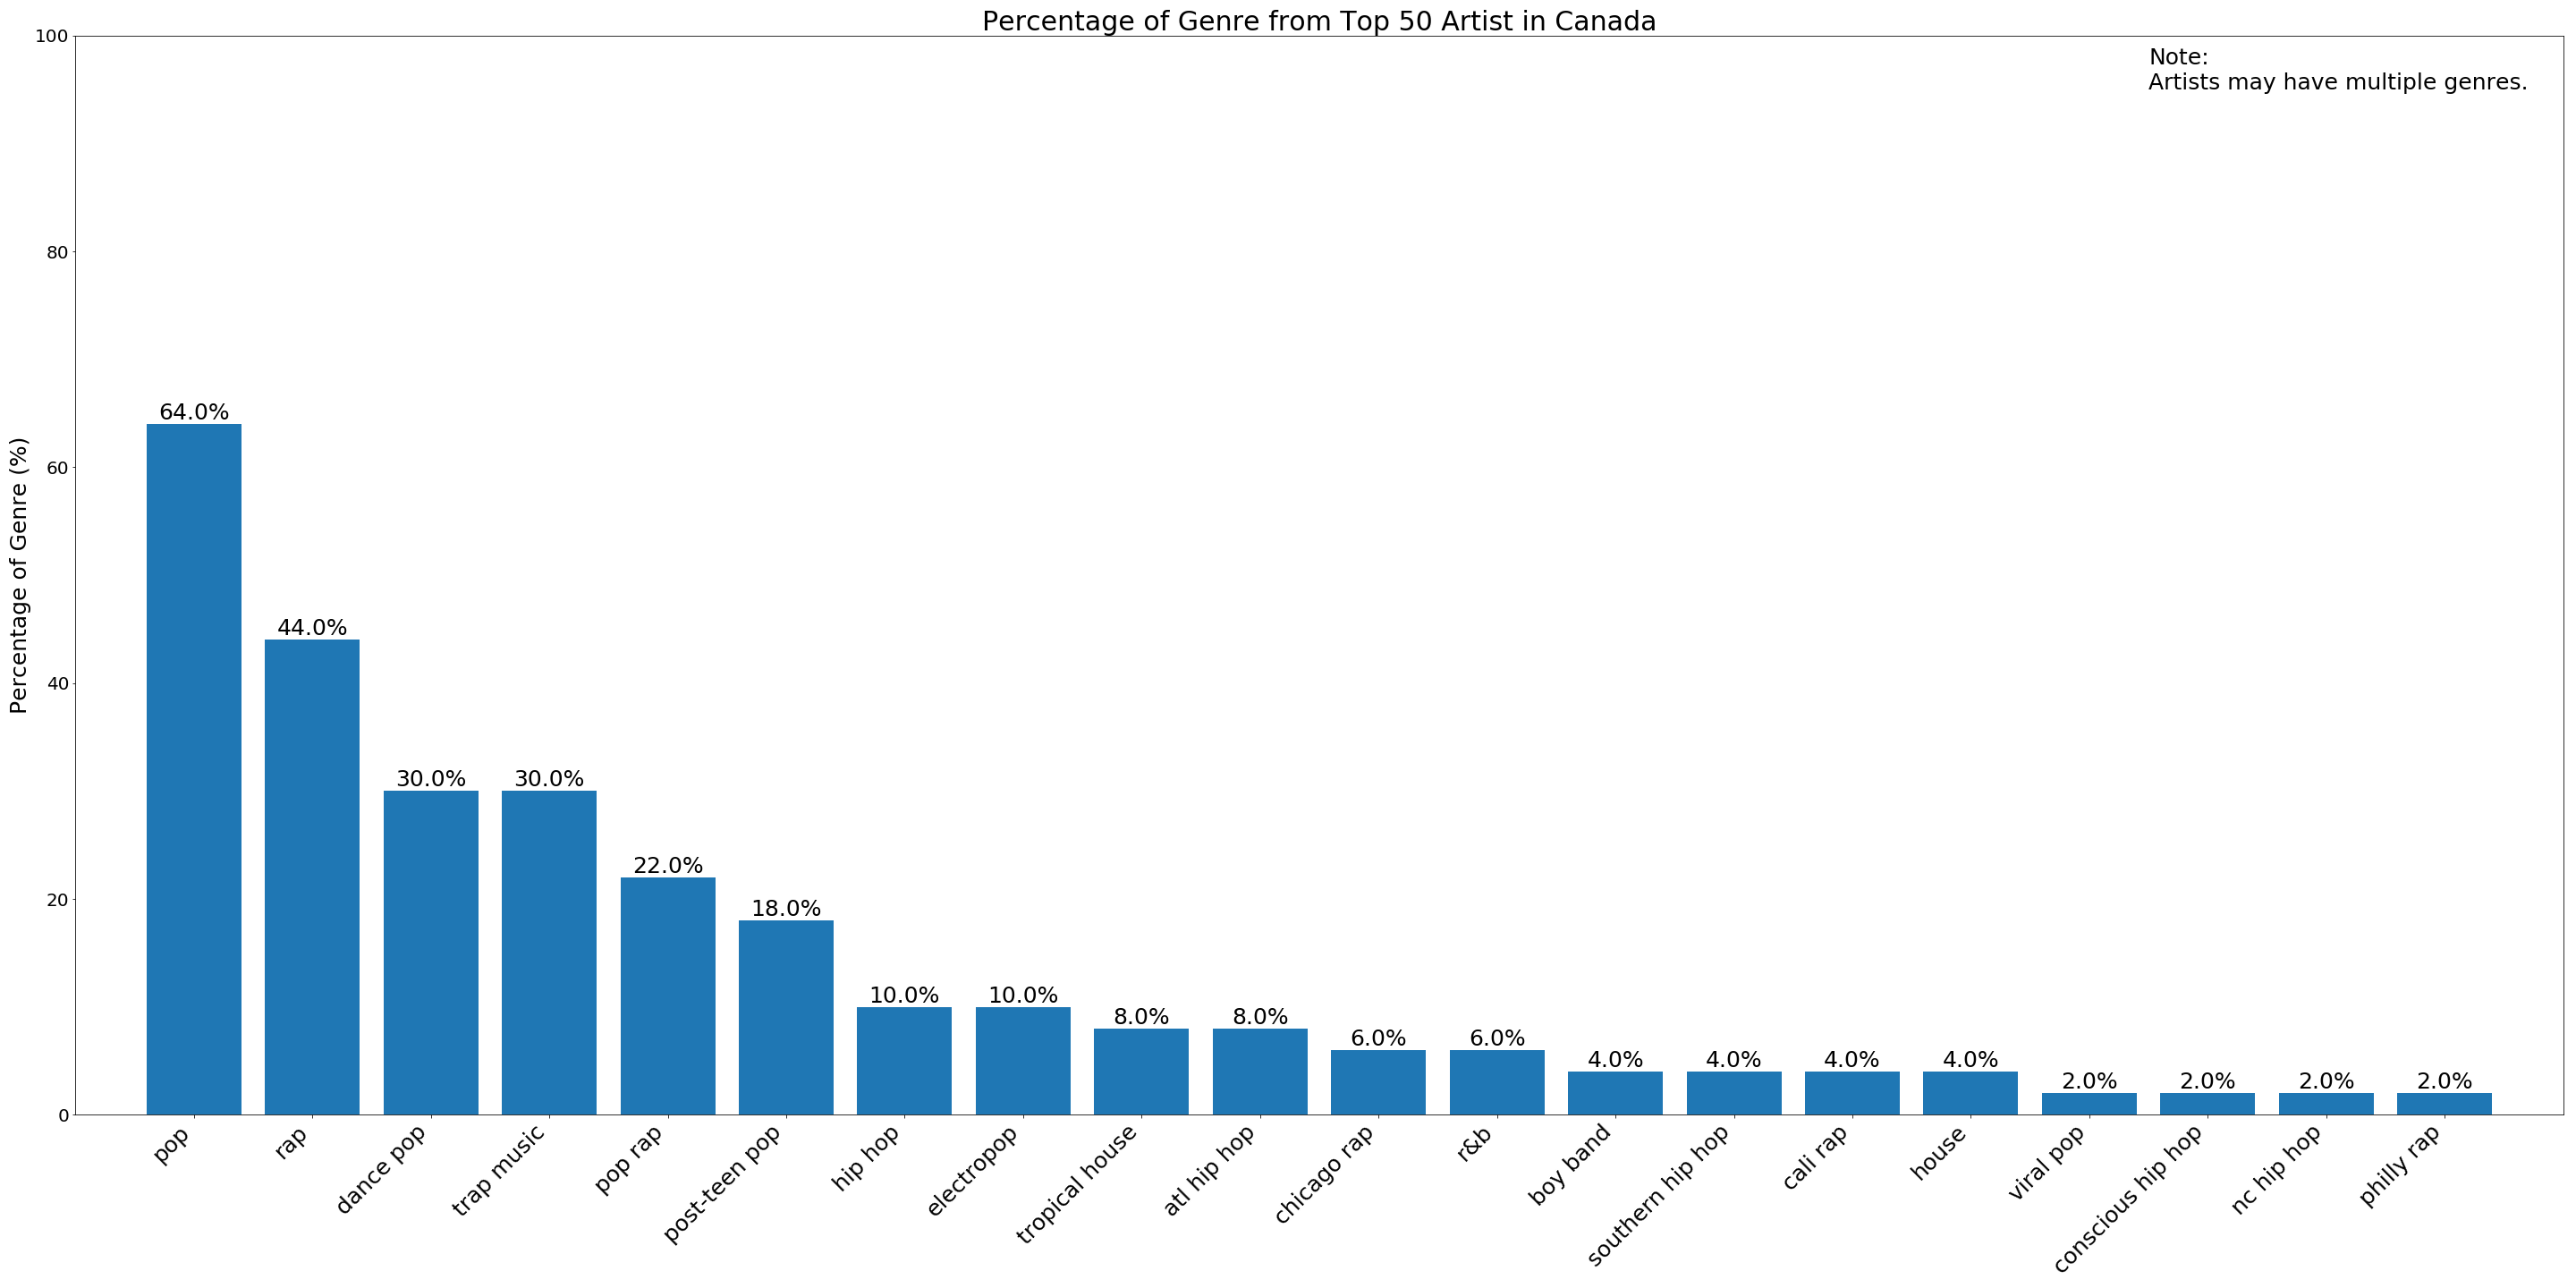 Percentage of Genre from Top 50 Artist in Canada
Note:
Artists may have multiple genres.
Percentage of Genre (%)
100
80
60
40
20
0
64.0%
44.0%
30.0%
30.0%
22.0%
18.0%
10.0%
10.0%
8.0%
8.0%
6.0%
6.0%
4.0%
4.0%
4.0%
4.0%
2.0%
2.0%
2.0%
2.0%
pop
rap
dance pop
trap music
pop rap
post-teen pop
hip hop
electropop
tropical house
atl hip hop
chicago rap
r&b
boy band
southern hip hop
cali rap
house
viral pop
conscious hip hop
nc hip hop
philly rap